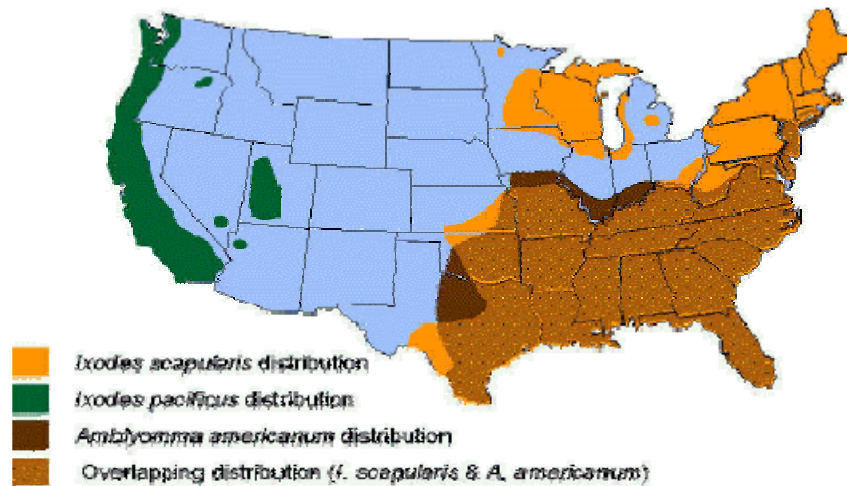 Ixodes scapularis distribution
Ixodes pacificus distribution
Amblyomma americanum distribution
Overlapping distribution (I. scapularis & A. americanum)